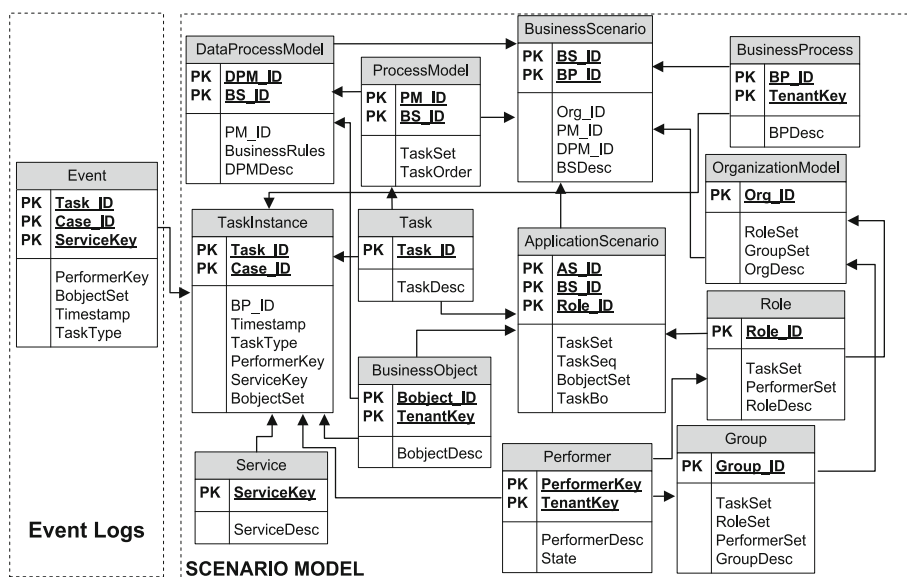 Event
PK Task_ID
PK Case_ID
PK ServiceKey
PerformerKey
BobjectSet
Timestamp
TaskType
Event Logs
DataProcessModel
PK DPM_ID
PK BS_ID
PM_ID
BusinessRules
DPMDesc
ProcessModel
PK PM_ID
PK BS_ID
TaskSet
TaskOrder
BusinessScenario
PK BS_ID
PK BP_ID
Org_ID
PM_ID
DPM_ID
BSDesc
BusinessProcess
PK BP_ID
PK TenantKey
BPDesc
OrganizationModel
PK Org_ID
RoleSet
GroupSet
OrgDesc
TaskInstance
PK Task_ID
PK Case_ID
BP_ID
Timestamp
TaskType
PerformerKey
ServiceKey
BobjectSet
Task
PK Task_ID
TaskDesc
ApplicationScenario
PK AS_ID
PK BS_ID
PK Role_ID
TaskSet
TaskSeq
BobjectSet
TaskBo
Role
PK Role_ID
TaskSet
PerformerSet
RoleDesc
BusinessObject
PK Bobject_ID
PK TenantKey
BobjectDesc
Service
PK ServiceKey
ServiceDesc
Performer
PK PerformerKey
PK TenantKey
PerformerDesc
State
Group
PK Group_ID
TaskSet
RoleSet
PerformerSet
GroupDesc
SCENARIO MODEL